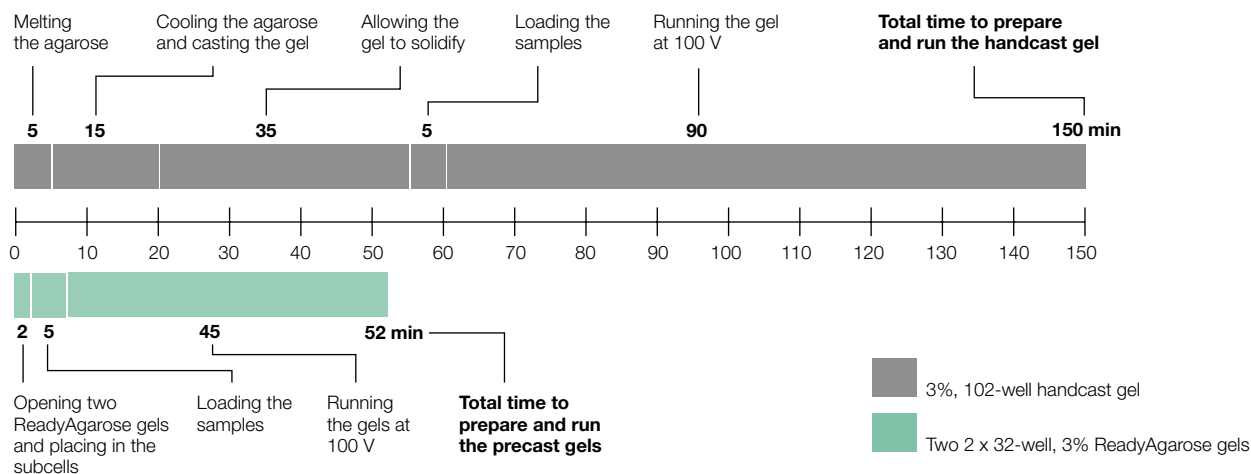 Melting
the agarose
Cooling the agarose
and casting the gel
Allowing the
gel to solidify
Loading the
samples
Running the gel
at 100 V
Total time to prepare
and run the handcast gel
5
15
35
5
90
150 min
0
10
20
30
40
50
60
70
80
90
100
110
120
130
140
150
2
5
45
52 min
Opening two
ReadyAgarose gels
and placing in the
subcells
Loading the
samples
Running
the gels at
100 V
Total time to
prepare and run
the precast gels
3%, 102-well handcast gel
Two 2 x 32-well, 3% ReadyAgarose gels